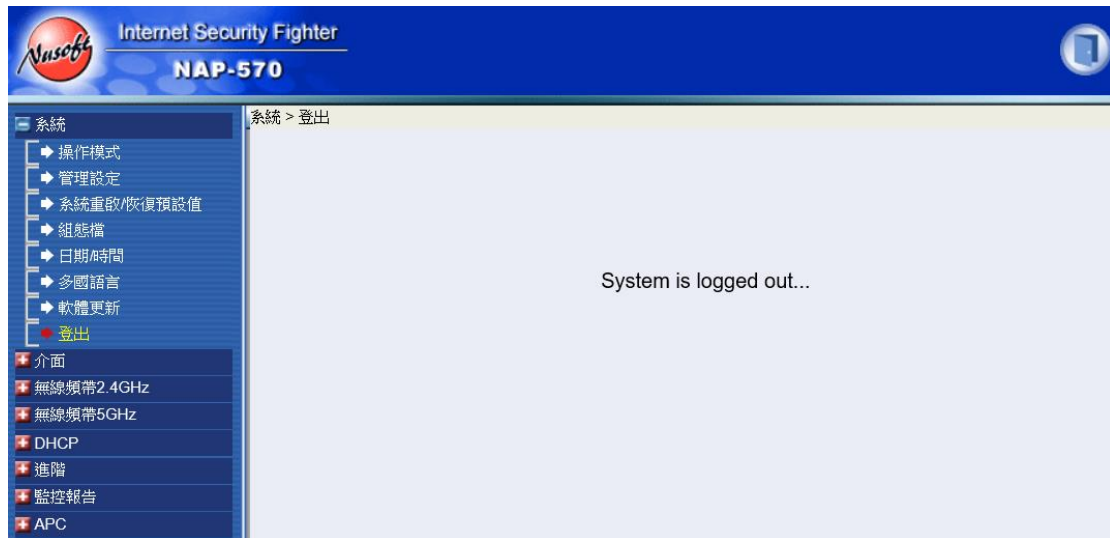 Nusoft
Internet Security Fighter
NAP-570
系統 > 登出
系統
操作模式
管理設定
系統重啟/恢復預設值
組態檔
日期/時間
多國語言
軟體更新
登出
介面
無線頻帶2.4GHz
無線頻帶5GHz
DHCP
進階
監控報告
APC
System is logged out...